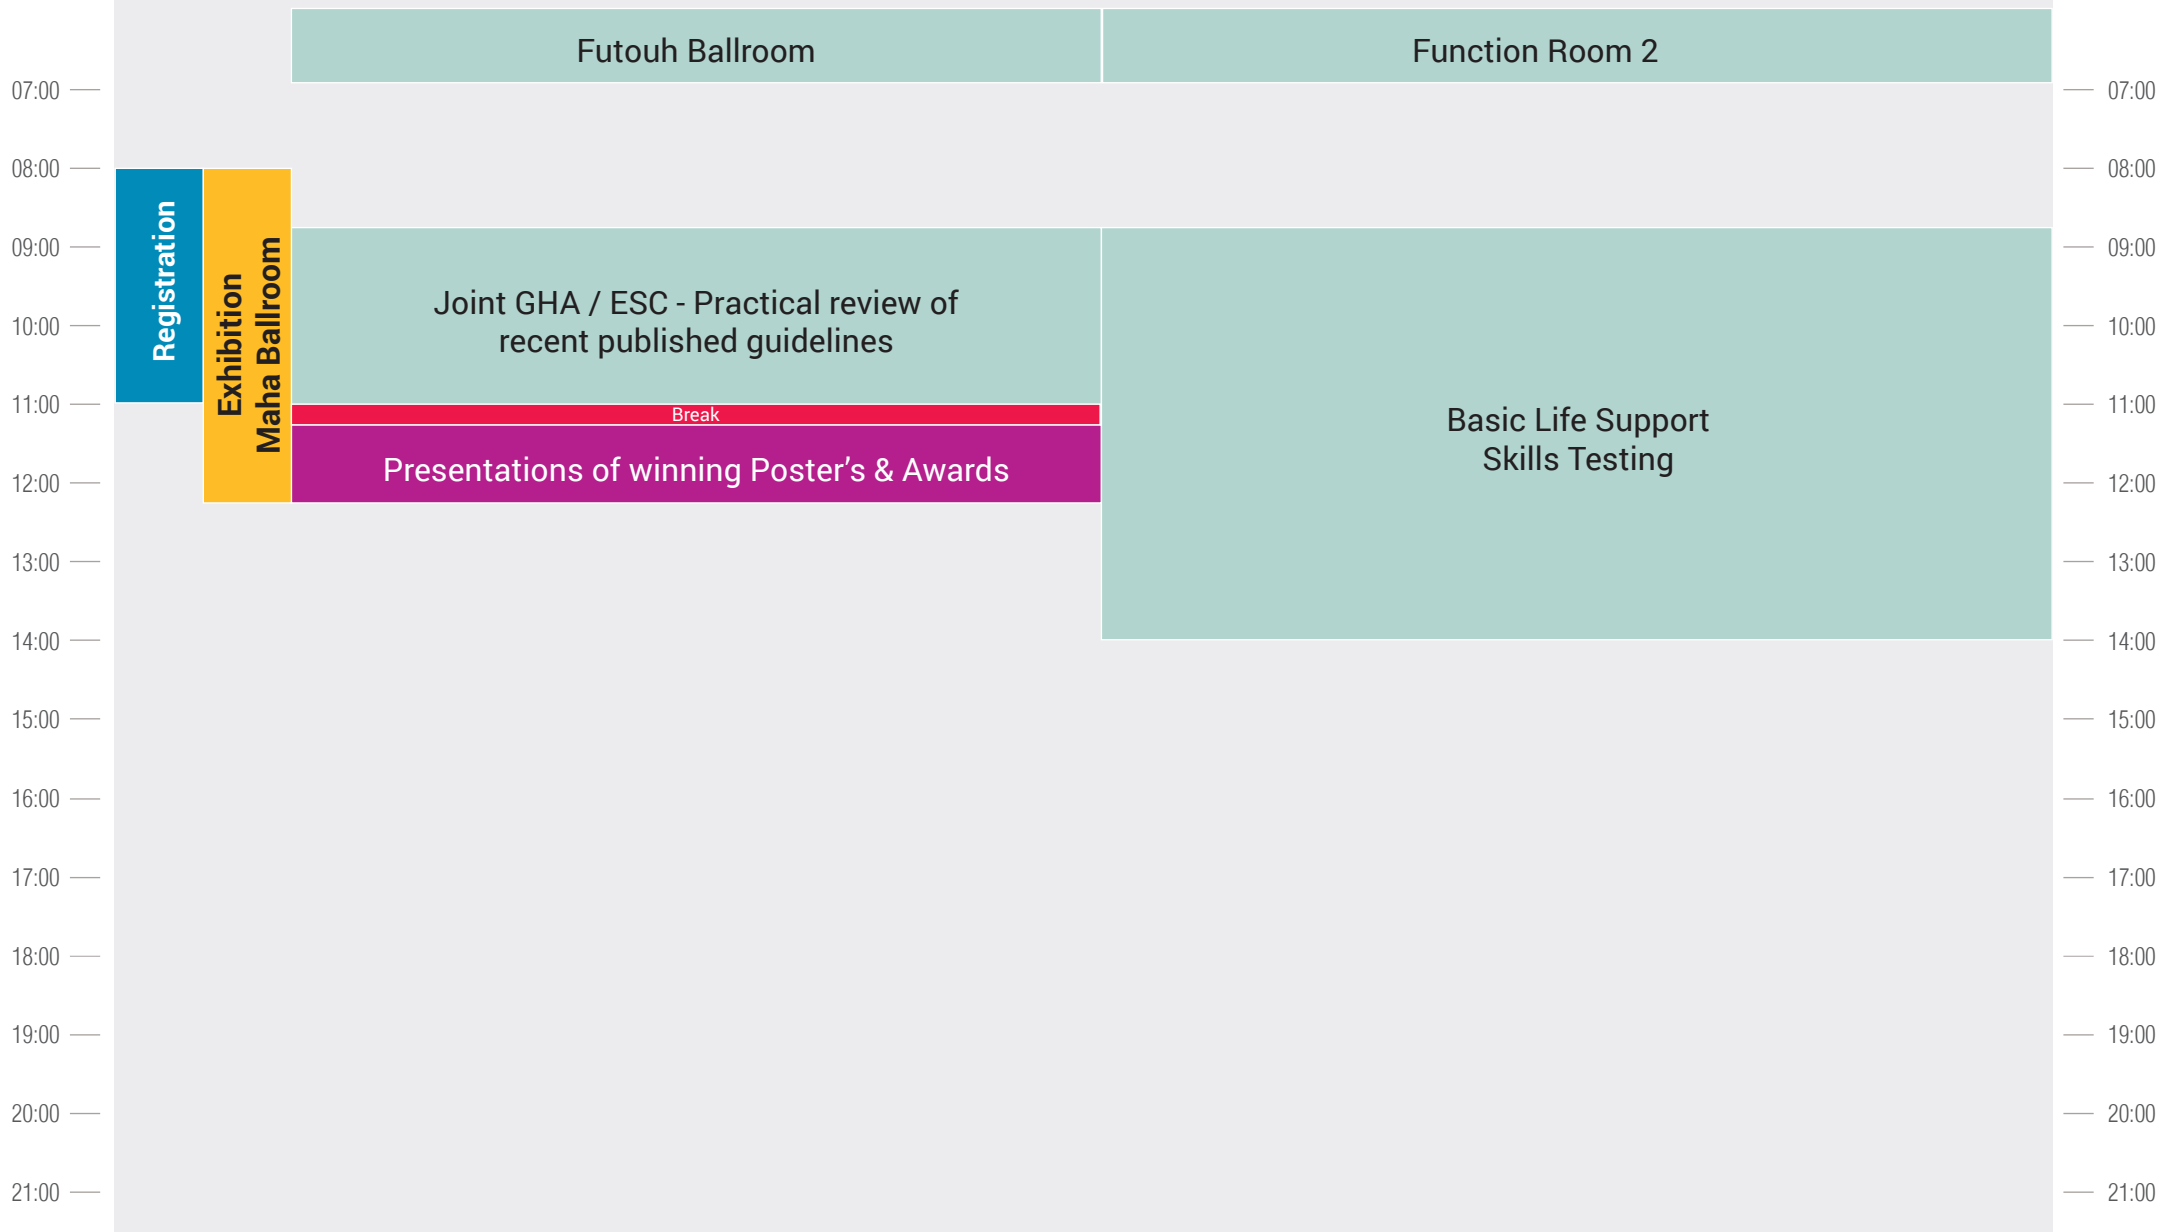 Futouh Ballroom
Function Room 2
07:00
07:00
08:00
08:00
Registration
Exhibition
Maha Ballroom
09:00
09:00
Joint GHA / ESC - Practical review of
recent published guidelines
10:00
10:00
11:00
11:00
Break
Basic Life Support
Skills Testing
Presentations of winning Poster’s & Awards
12:00
12:00
13:00
13:00
14:00
14:00
15:00
15:00
16:00
16:00
17:00
17:00
18:00
18:00
19:00
19:00
20:00
20:00
21:00
21:00